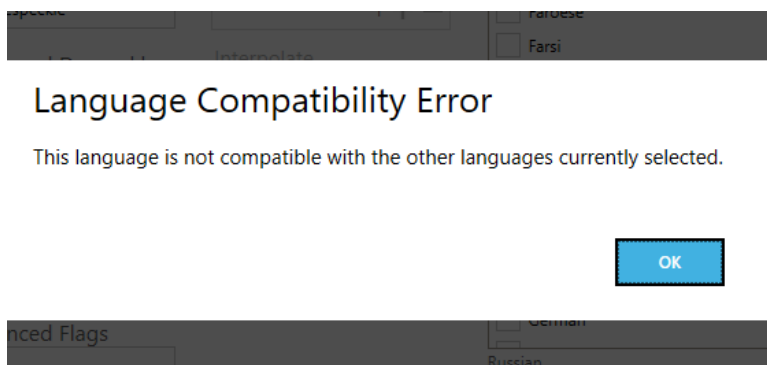 Faroese
Interpolate
Farsi
Language Compatibility Error
This language is not compatible with the other languages currently selected.
OK
German
nced Flags
Russian